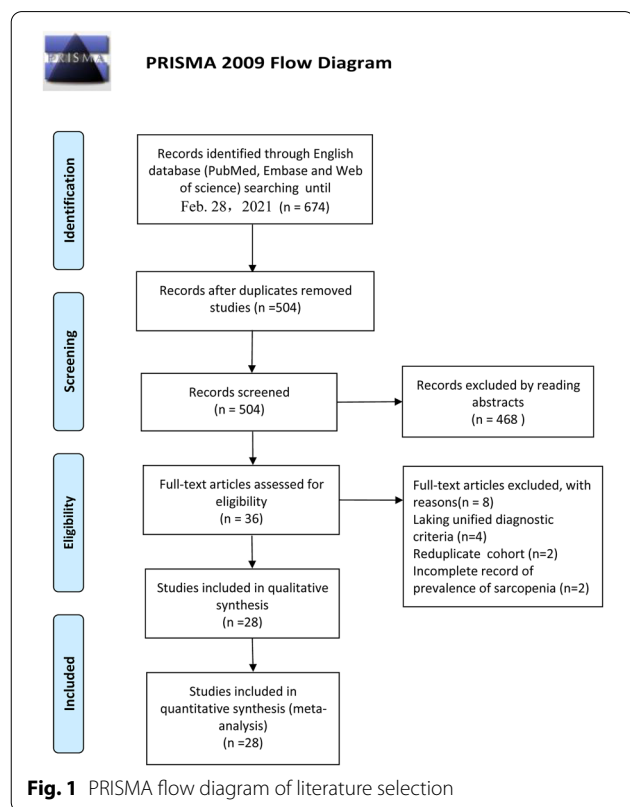 PRISMA
PRISMA 2009 Flow Diagram
Identification
Records identified through English
database (PubMed, Embase and Web
of science) searching until
Feb. 28，2021 (n = 674)
Screening
Records after duplicates removed
studies (n =504)
Records screened
(n = 504)
Records excluded by reading
abstracts
(n = 468 )
Eligibility
Full-text articles assessed for
eligibility
(n = 36)
Full-text articles excluded, with
reasons(n = 8)
Laking unified diagnostic
criteria (n=4)
Reduplicate cohort (n=2)
Incomplete record of
prevalence of sarcopenia (n=2)
Studies included in qualitative
synthesis
(n =28)
Included
Studies included in
quantitative synthesis (meta-
analysis)
(n =28)
Fig. 1 PRISMA flow diagram of literature selection